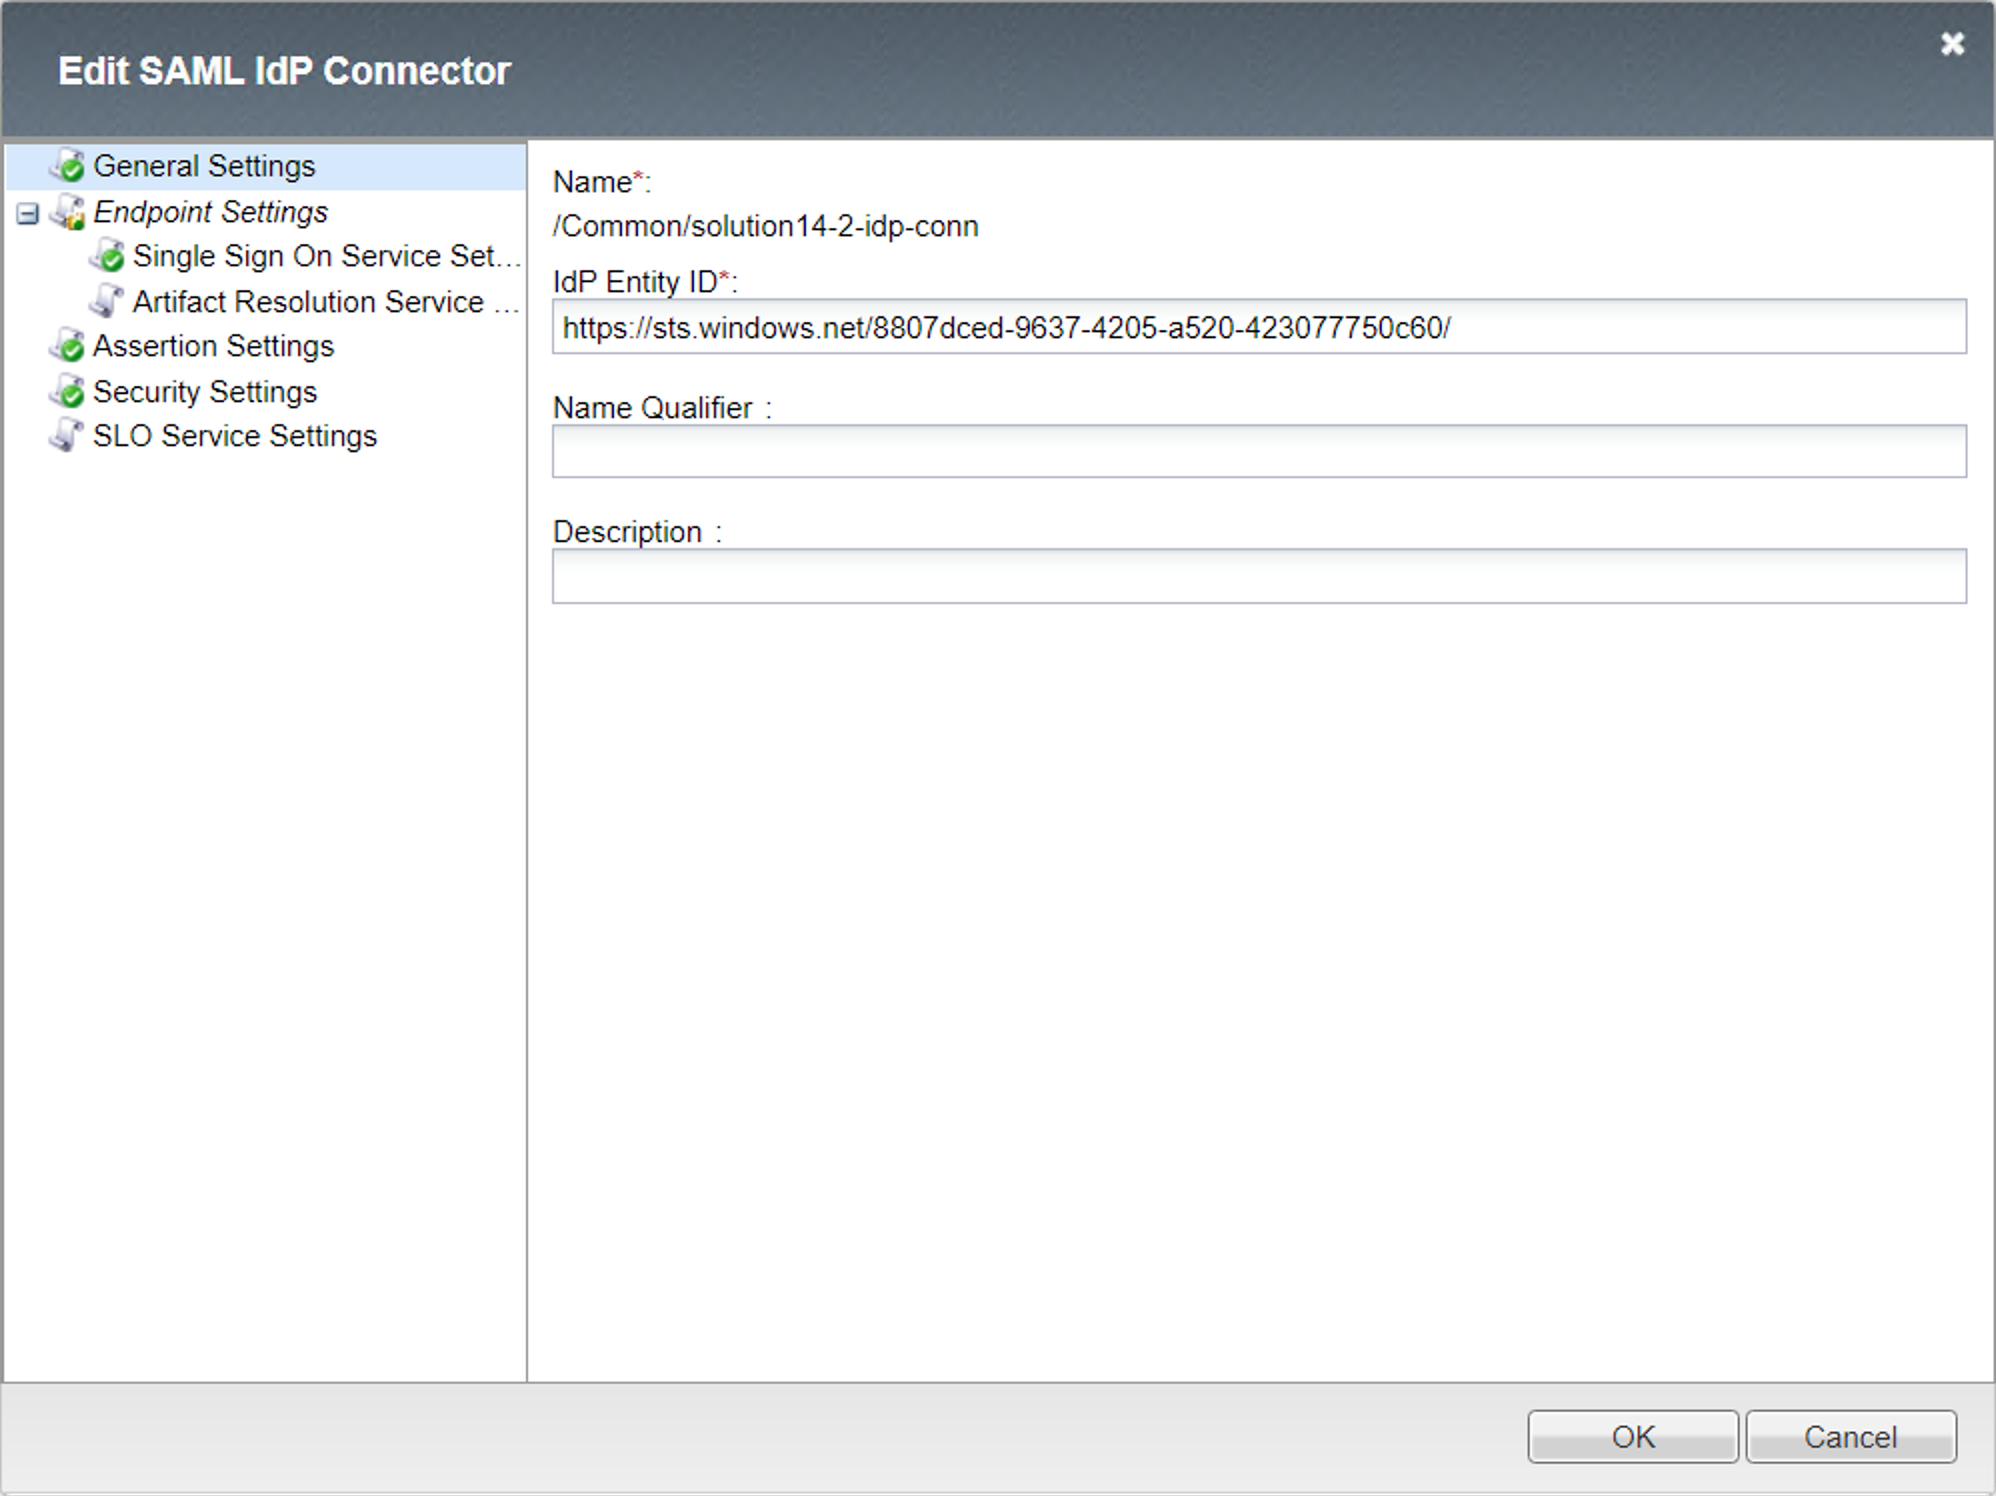 Edit SAML IdP Connector
General Settings
Endpoint Settings
Single Sign On Service Set...
Artifact Resolution Service ...
Assertion Settings
Security Settings
SLO Service Settings
Name*:
/Common/solution14-2-idp-conn
IdP Entity ID*:
https://sts.windows.net/8807dced-9637-4205-a520-423077750c60/
Name Qualifier :
Description :
OK
Cancel